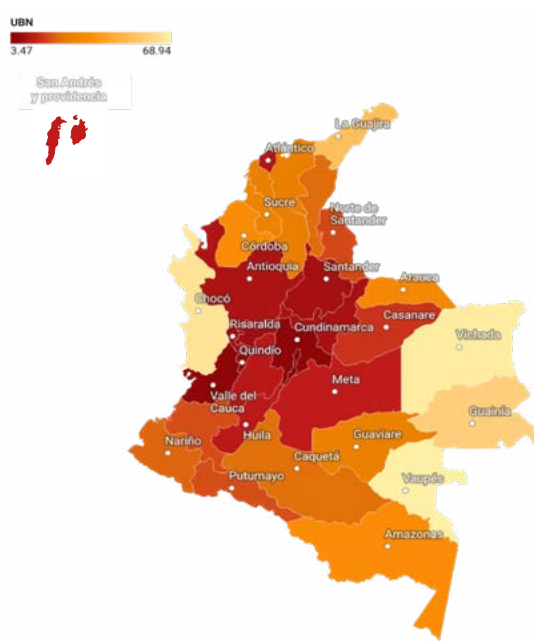 UBN
3.47 68.94
San Andrés
y providencia
La Guajira
Atlántico
Sucre
Norte de
Santander
Córdoba
Antioquia
Santander
Arauca
Chocó
Risaralda
Cundinamarca
Casanare
Vichada
Quindío
Meta
Valle del
Cauca
Guainía
Huila
Nariño
Guaviare
Caquetá
Putumayo
Vaupés
Amazonas